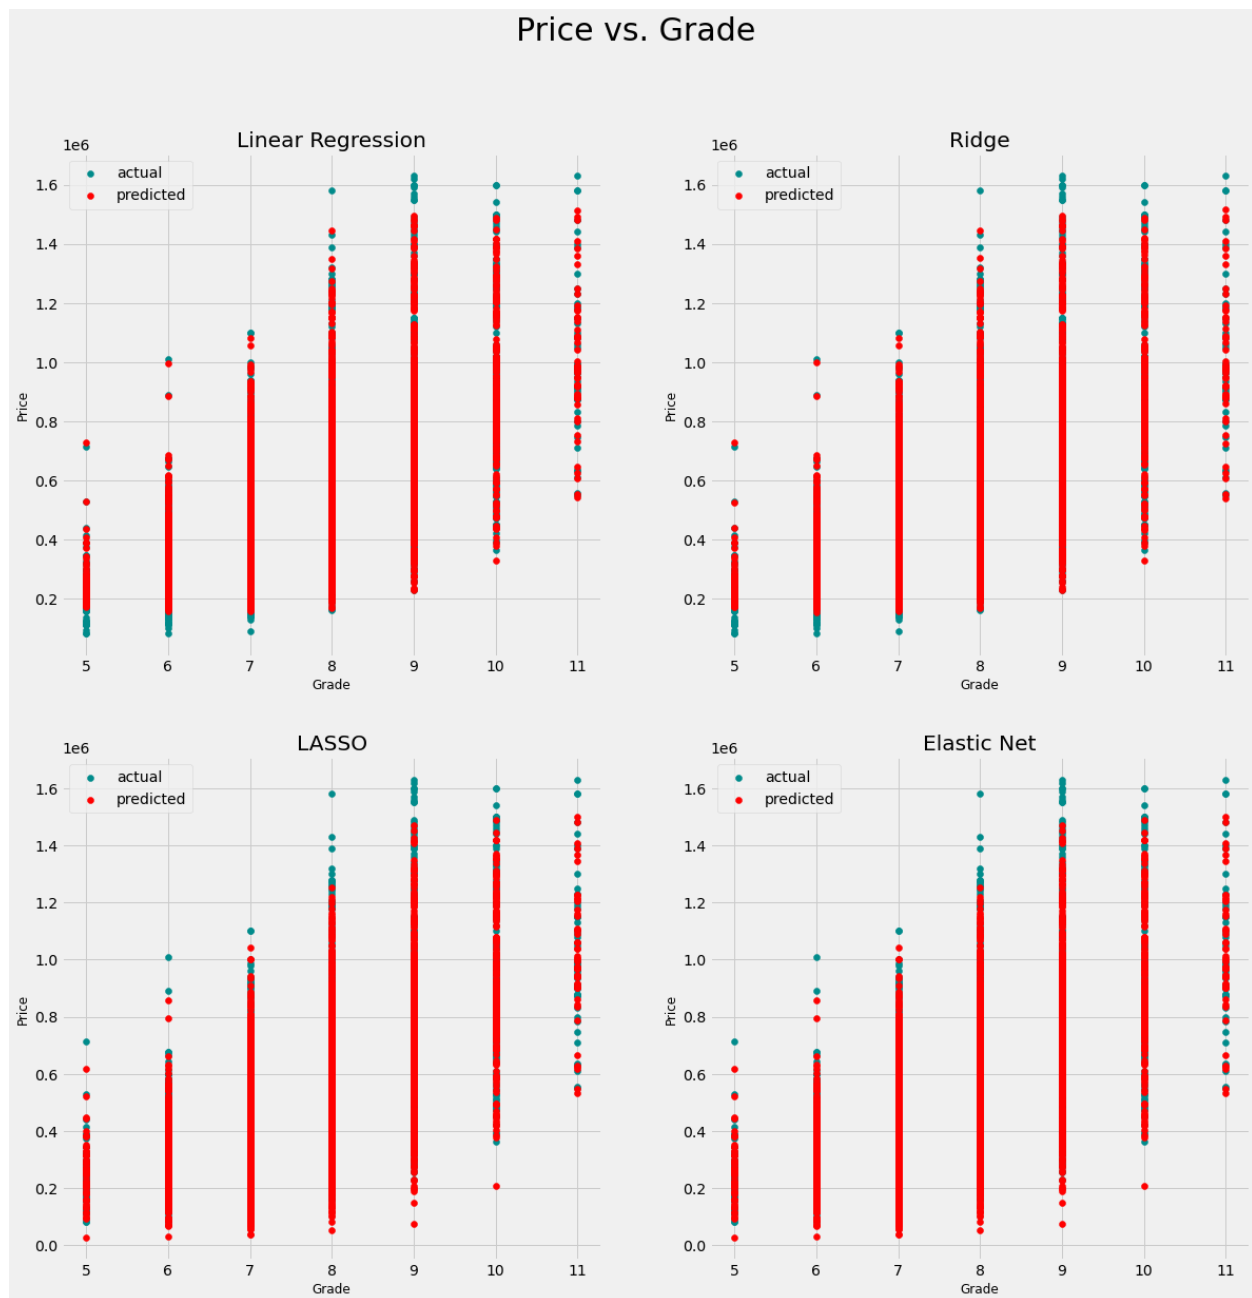 Price vs. Grade
Linear Regression
1e6
actual
predicted
1.6
1.4
1.2
1.0
0.8
0.6
0.4
0.2
Price
5 6 7 8 9 10 11
Grade
Ridge
1e6
actual
predicted
1.6
1.4
1.2
1.0
0.8
0.6
0.4
0.2
Price
5 6 7 8 9 10 11
Grade
LASSO
1e6
actual
predicted
1.6
1.4
1.2
1.0
0.8
0.6
0.4
0.2
0.0
Price
5 6 7 8 9 10 11
Grade
Elastic Net
1e6
actual
predicted
1.6
1.4
1.2
1.0
0.8
0.6
0.4
0.2
0.0
Price
5 6 7 8 9 10 11
Grade